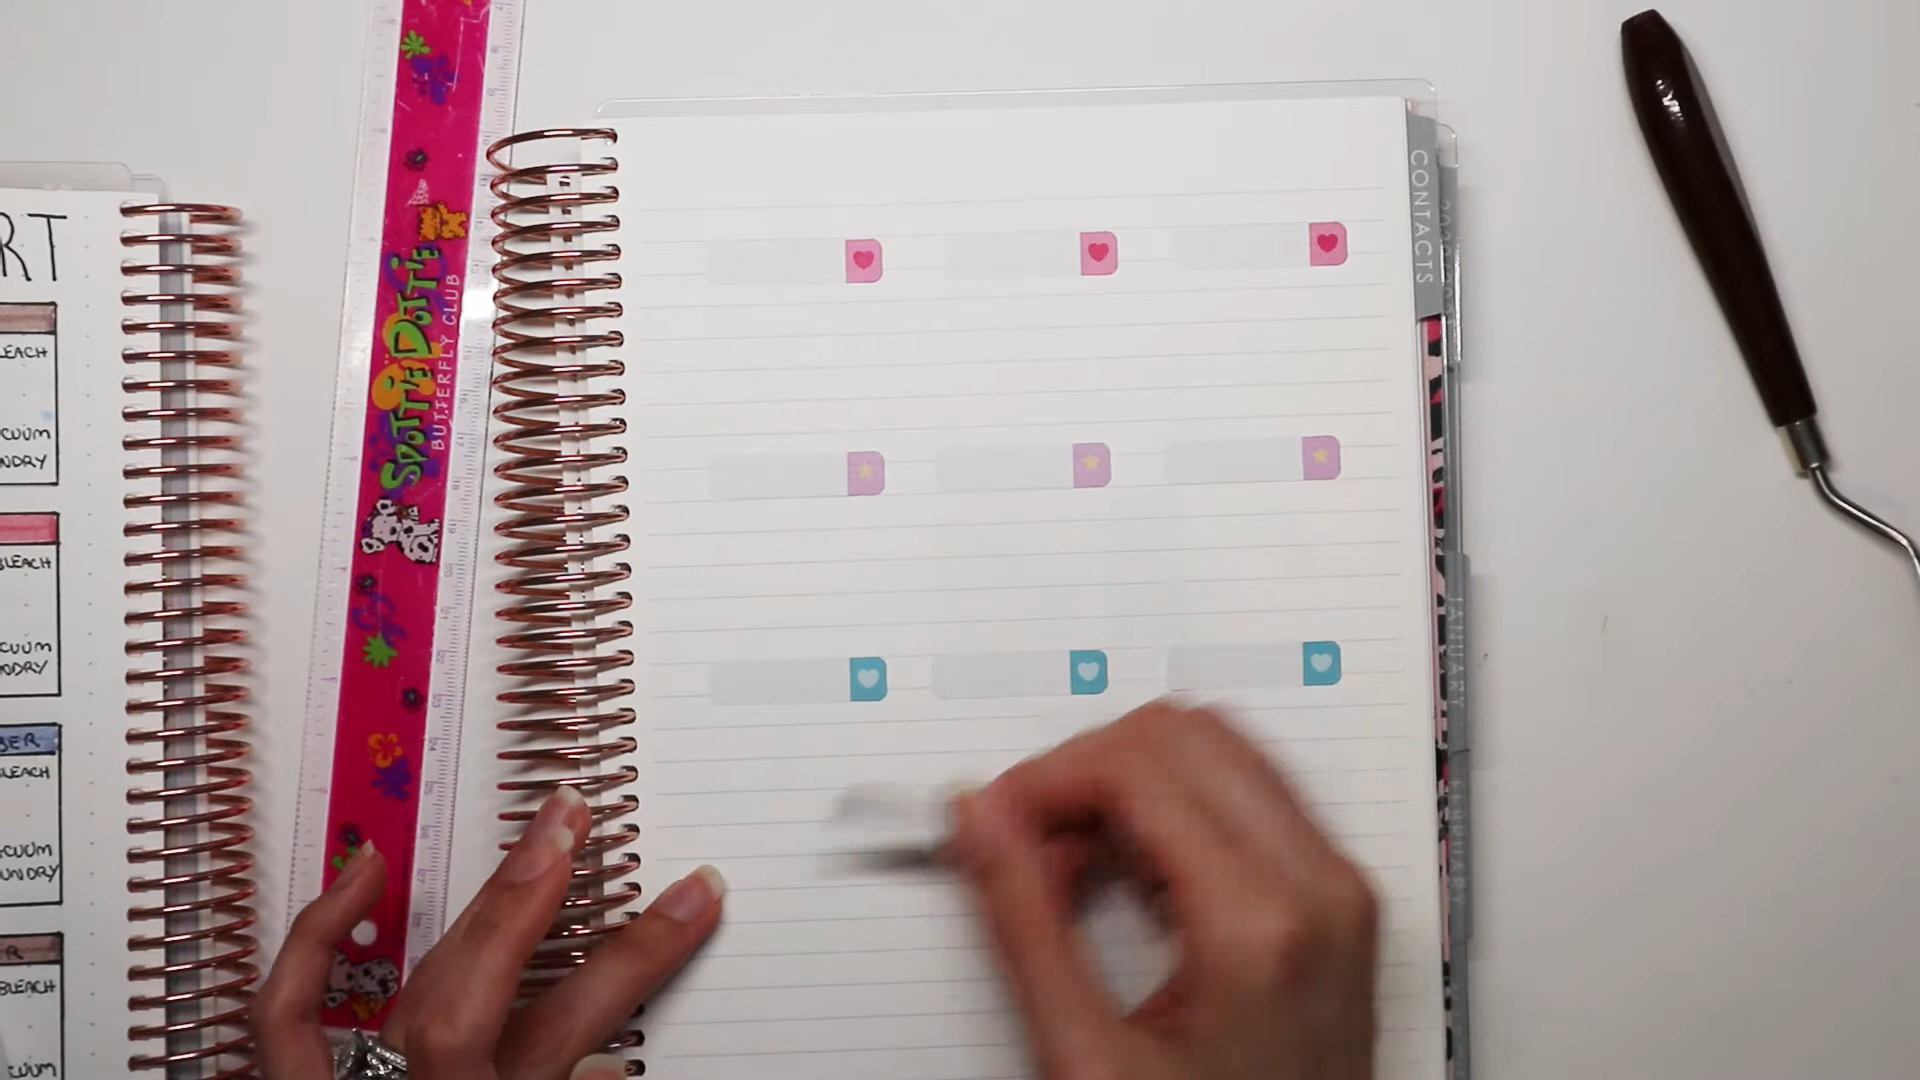 RT
LEACH
CUUM
NDRY
BLEACH
CUUM
NDRY
BER
LEACH
CUUM
UNDRY
R
BLEACH
CUUM
SPOTTIE DOTTIE
BUTTERFLY CLUB
CONTACTS
JANUARY
FEBRUARY